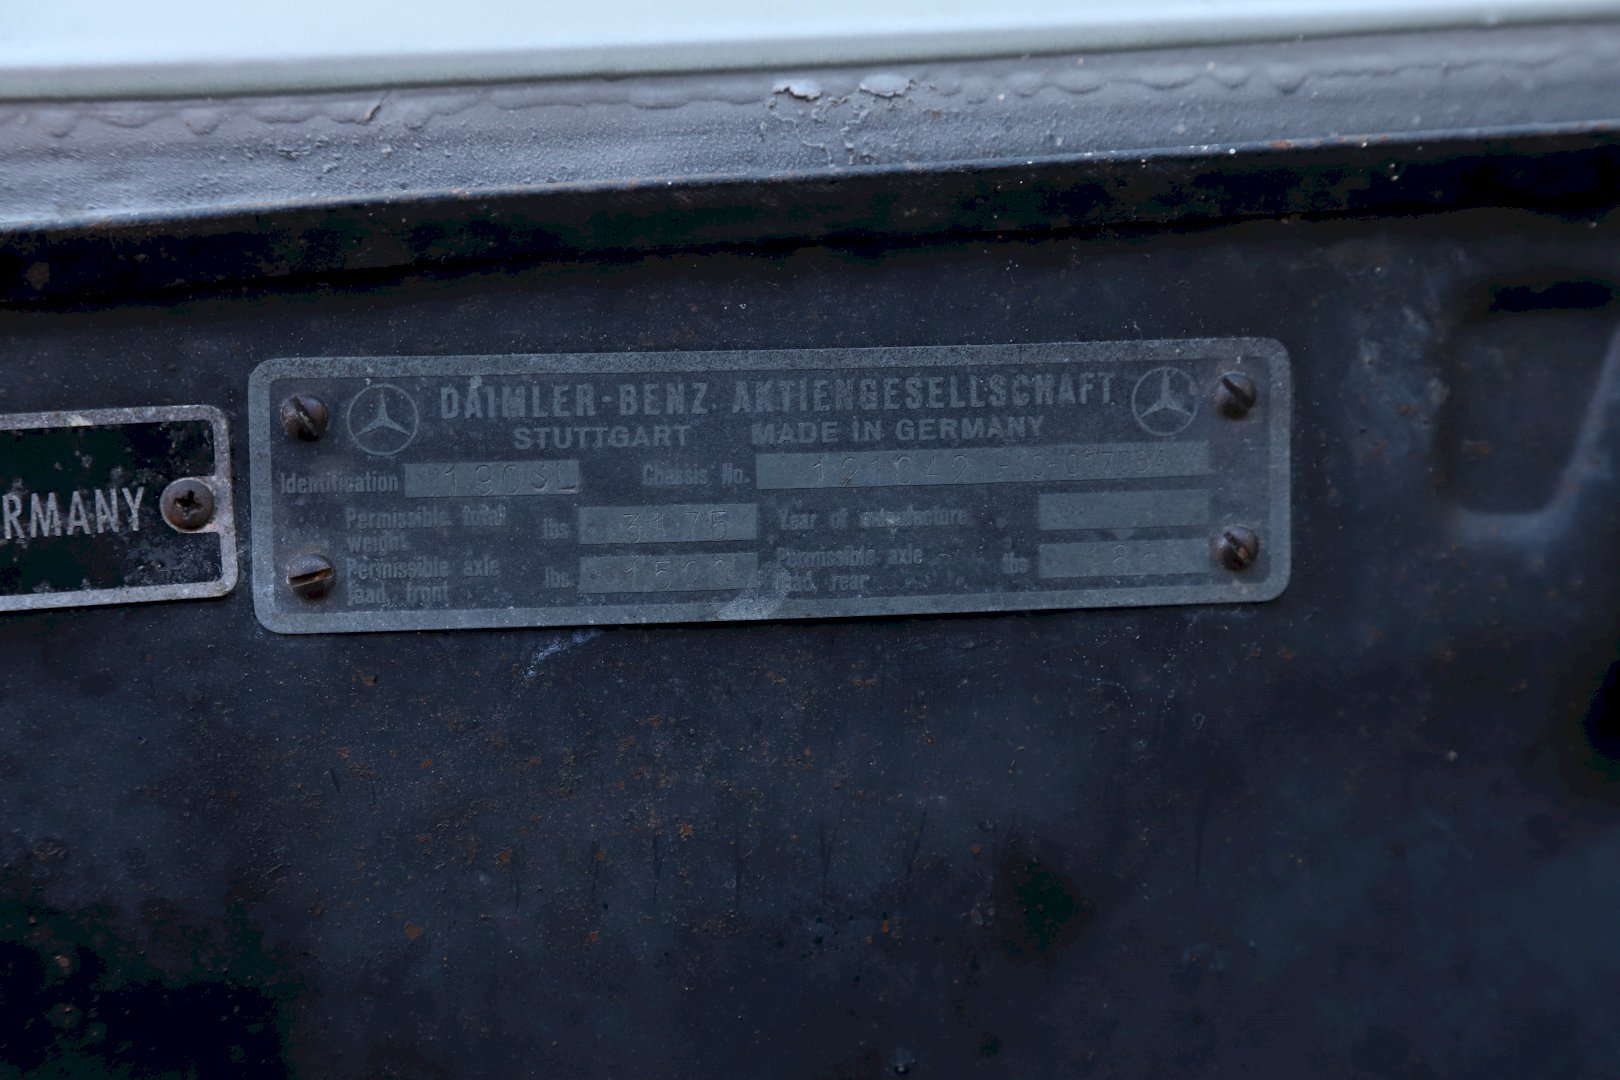 DAIMLER-BENZ AKTIENGESELLSCHAFT
STUTTGART MADE IN GERMANY
Identification 190SL Chassis No. 121042
Permissible total weight lbs 3175 Year of manufacture
Permissible axle load, front lbs 1520 Permissible axle load, rear lbs
RMANY